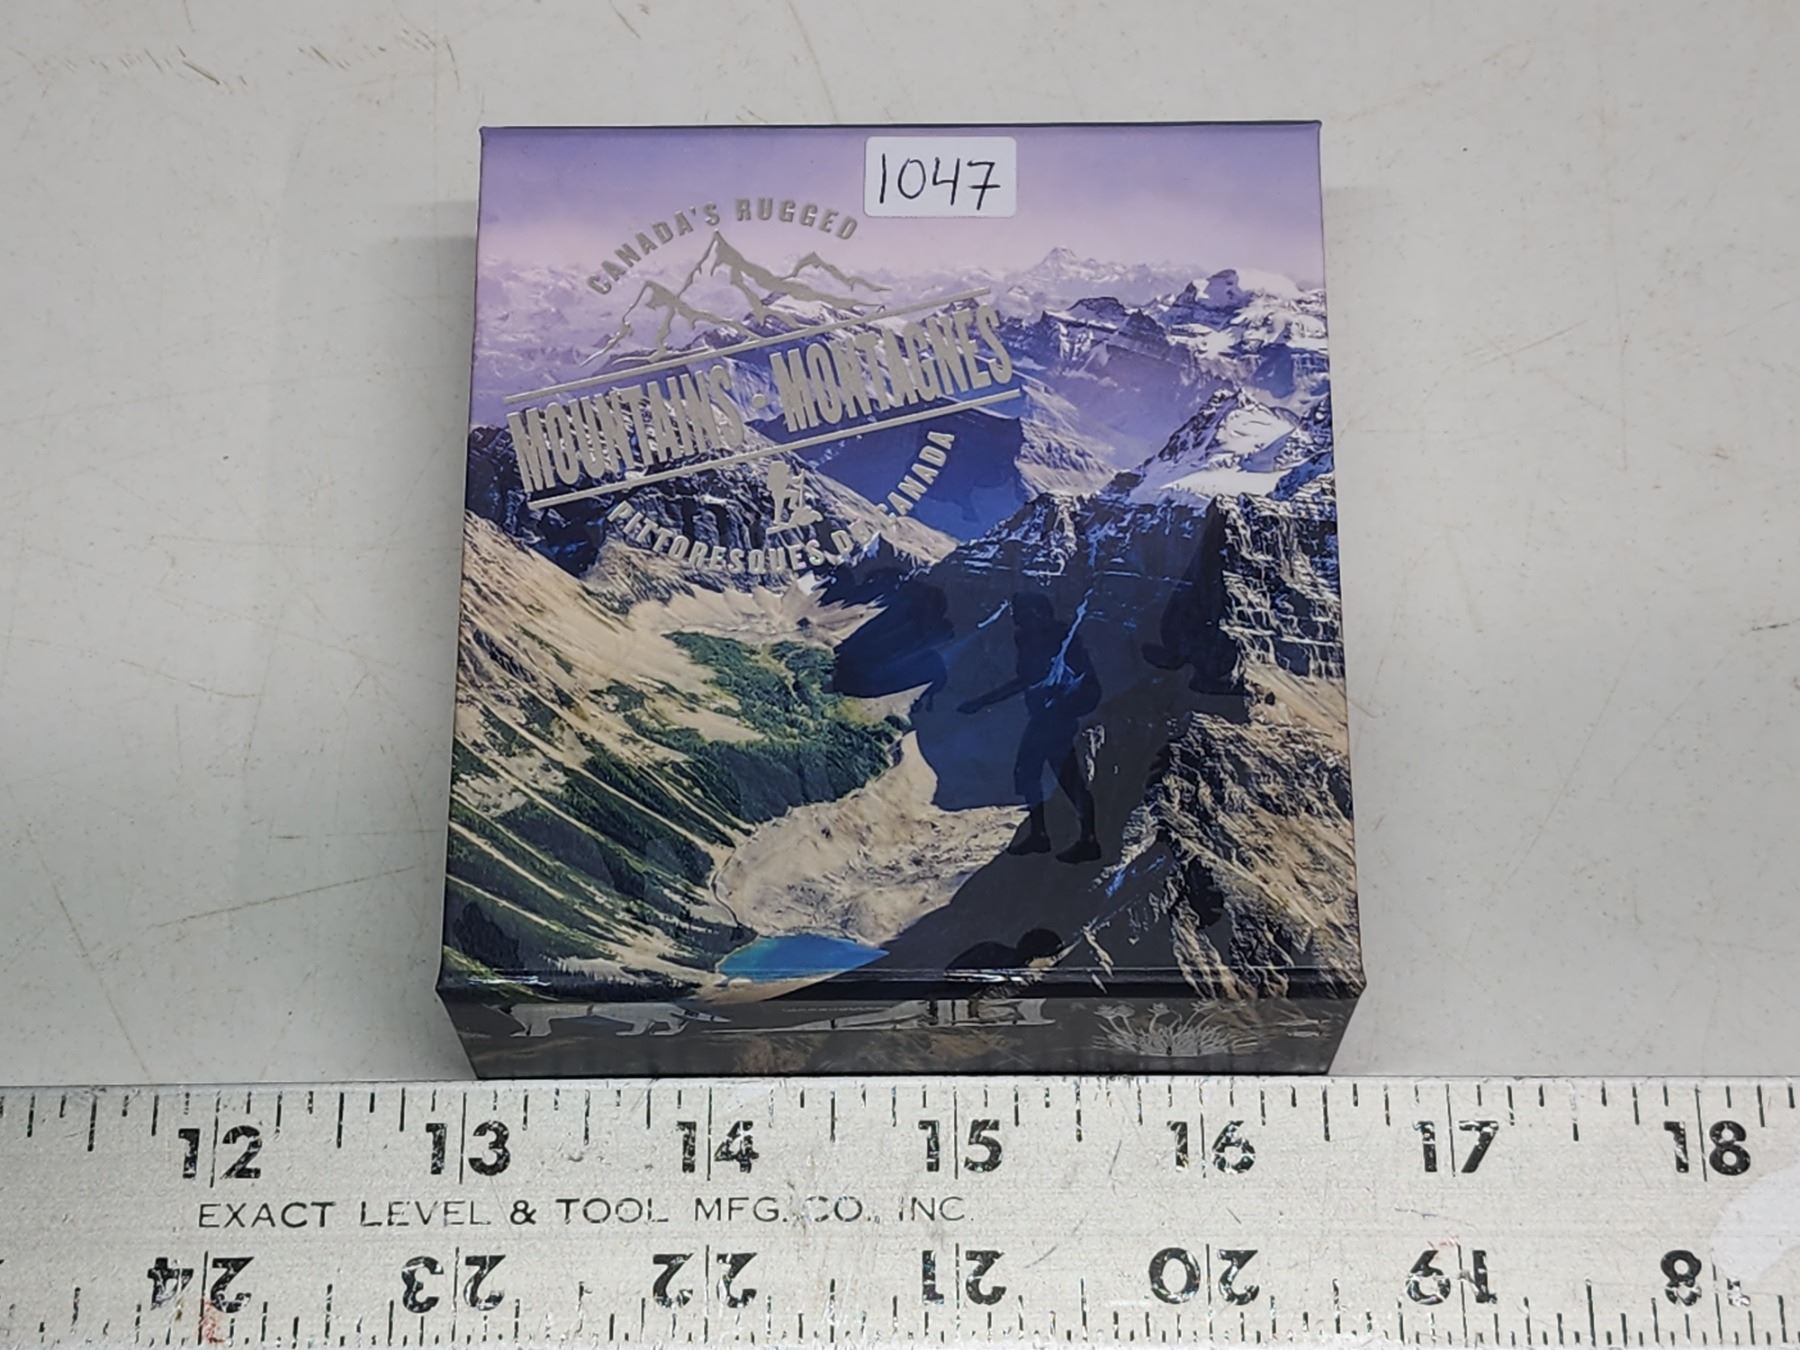 1047
CANADA'S RUGGED
MOUNTAINS • MONTAGNES
PITTORESQUES DU CANADA
12 13 14 15 16 17 18
EXACT LEVEL & TOOL MFG. CO., INC.
24 23 22 21 20 19 18